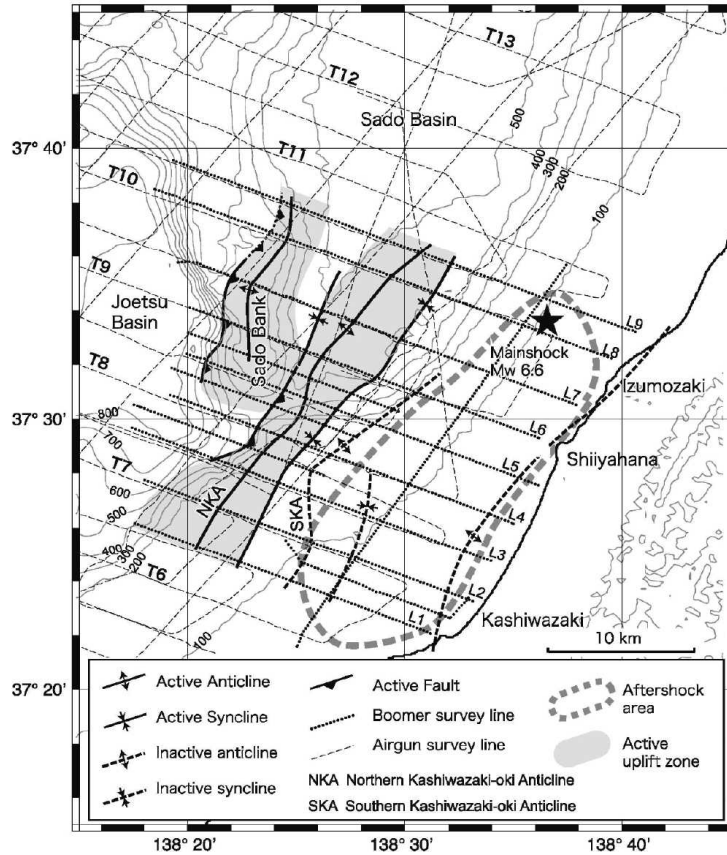 T13
T12
Sado Basin
500
37° 40'
400
300
200
T11
T10
100
T9
Joetsu
Basin
Sado Bank
L9
Mainshock
Mw 6.6
L8
T8
L7
Izumozaki
37° 30'
800
L6
700
Shiiyahana
L5
T7
600
NKA
SKA
L4
500
L3
400
300
200
T6
L2
100
L1
Kashiwazaki
10 km
37° 20'
Active Anticline
Active Syncline
Inactive anticline
Inactive syncline
Active Fault
Boomer survey line
Airgun survey line
NKA Northern Kashiwazaki-oki Anticline
SKA Southern Kashiwazaki-oki Anticline
Aftershock
area
Active
uplift zone
138° 20'
138° 30'
138° 40'